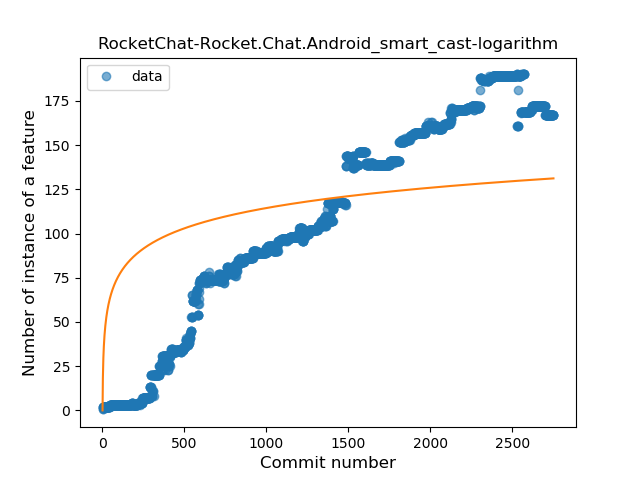 RocketChat-Rocket.Chat.Android_smart_cast-logarithm
data
Number of instance of a feature
175
150
125
100
75
50
25
0
0 500 1000 1500 2000 2500
Commit number